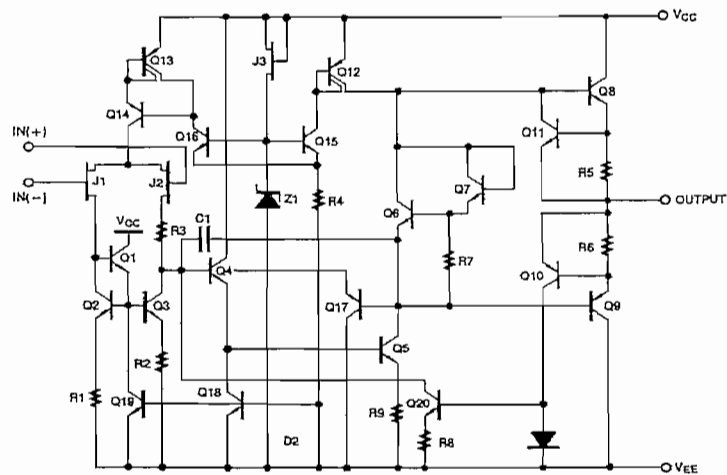 VCC
Q13
J3
Q12
Q8
Q14
Q11
IN(+)
Q16
Q15
R5
IN(-)
J1
J2
Z1
R4
Q7
OUTPUT
Q6
VCC
R3
C1
R6
Q1
R7
Q10
Q4
Q2
Q3
Q17
Q9
Q5
R2
R1
Q19
Q18
R9
Q20
D2
R8
VEE